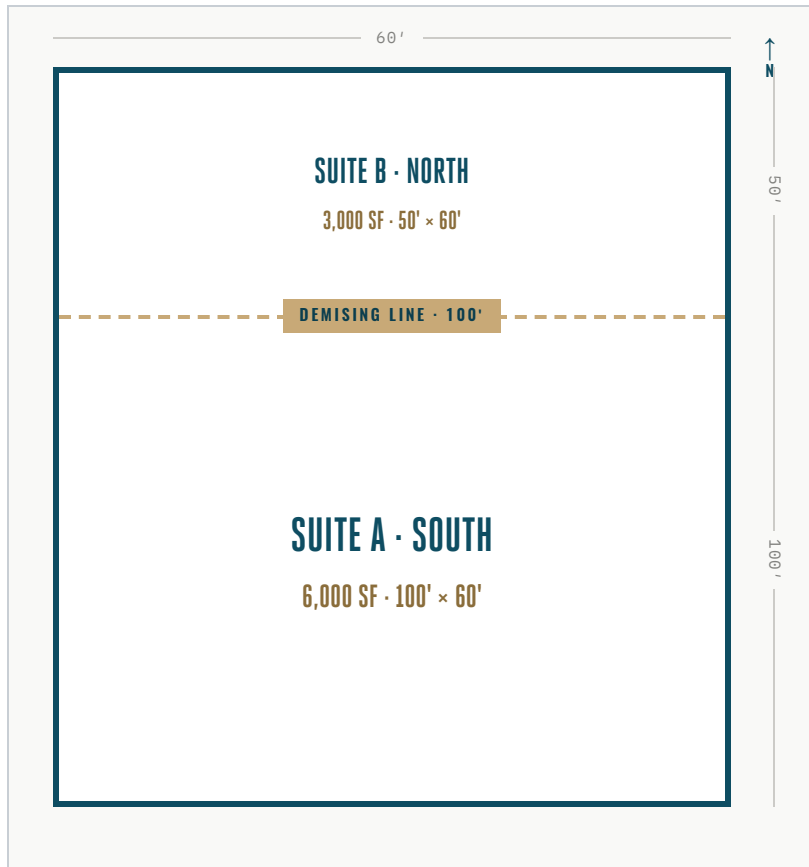 60'
↑
N
SUITE B · NORTH
3,000 SF · 50' × 60'
50'
DEMISING LINE · 100'
SUITE A · SOUTH
6,000 SF · 100' × 60'
100'